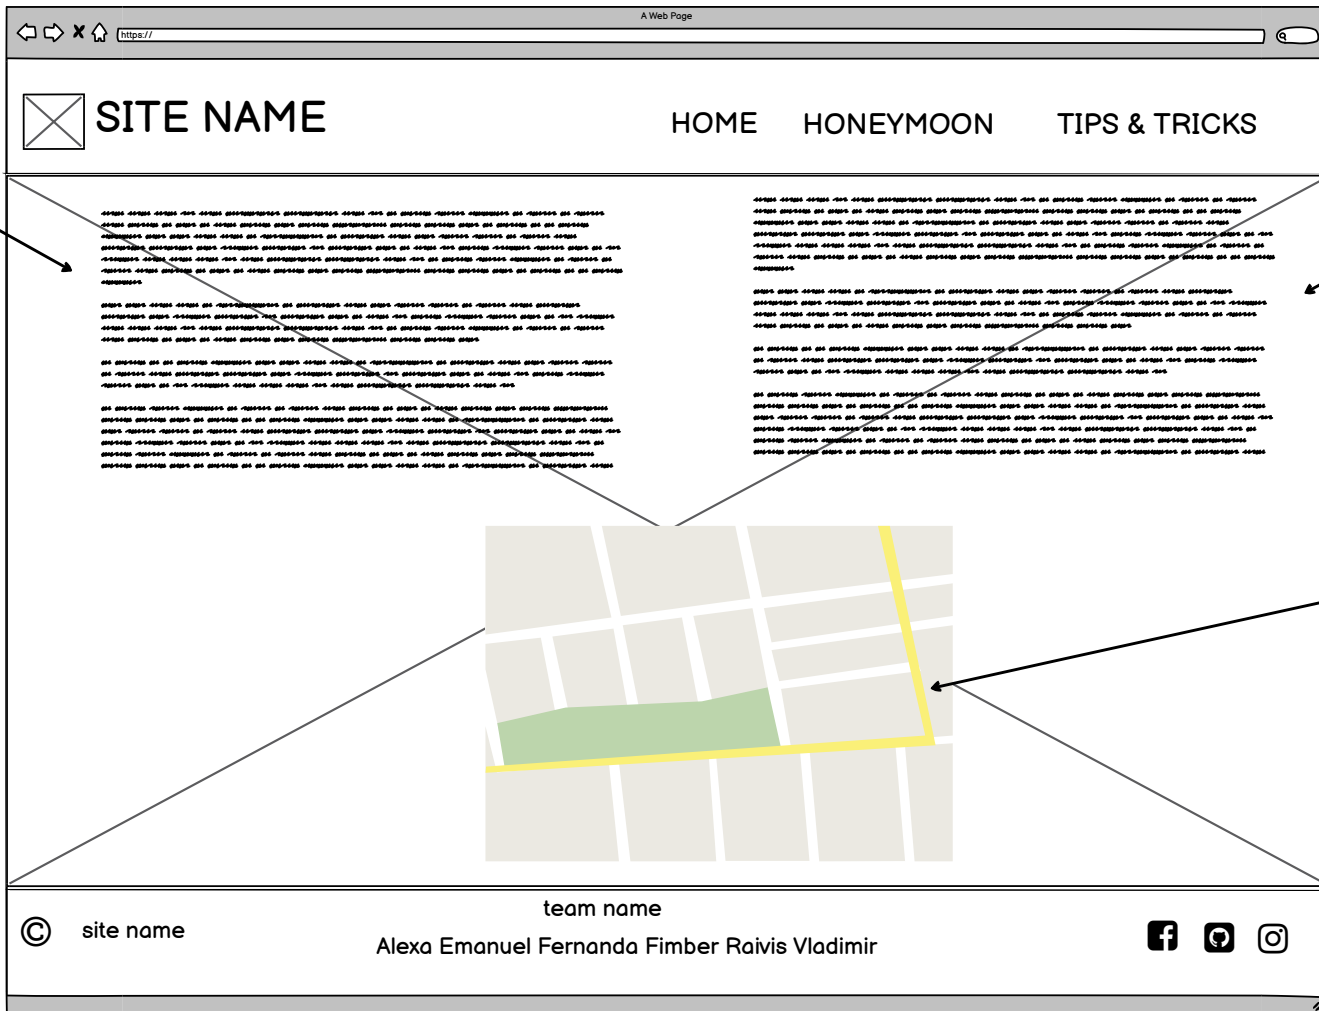 A Web Page
https://
SITE NAME
HOME HONEYMOON TIPS & TRICKS
© site name
team name
Alexa Emanuel Fernanda Fimber Raivis Vladimir